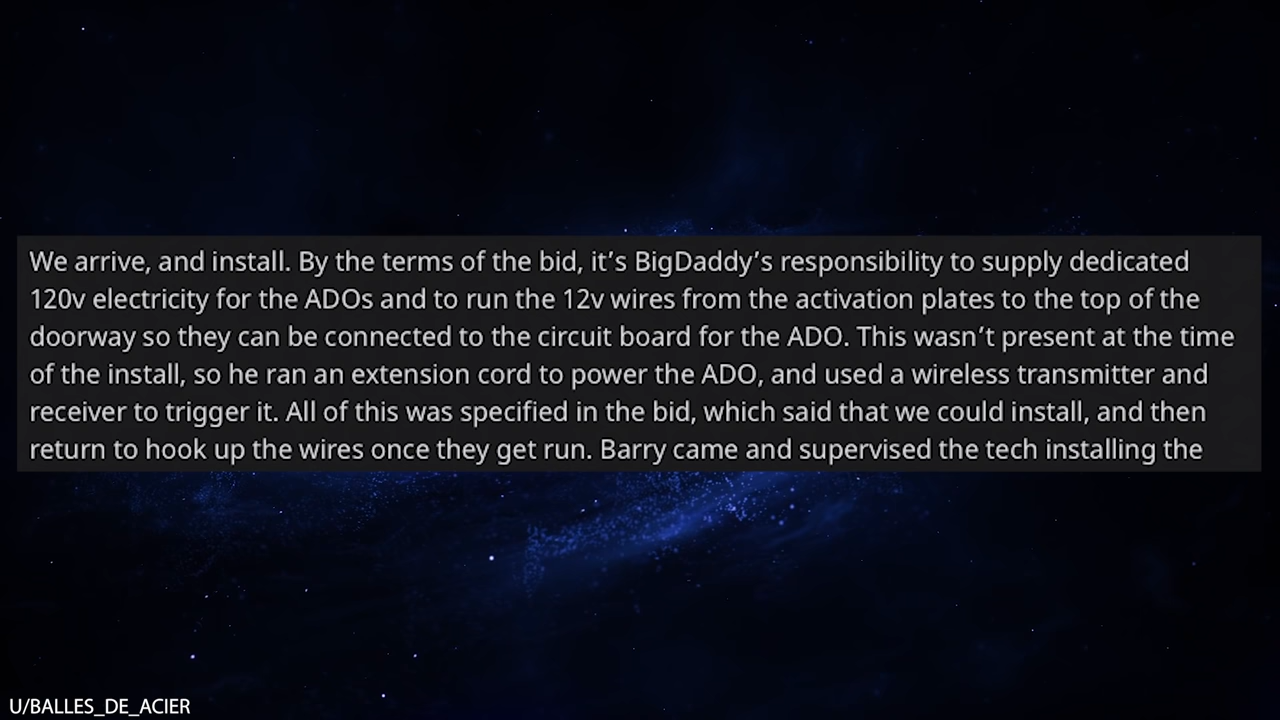 We arrive, and install. By the terms of the bid, it’s BigDaddy’s responsibility to supply dedicated
120v electricity for the ADOs and to run the 12v wires from the activation plates to the top of the
doorway so they can be connected to the circuit board for the ADO. This wasn’t present at the time
of the install, so he ran an extension cord to power the ADO, and used a wireless transmitter and
receiver to trigger it. All of this was specified in the bid, which said that we could install, and then
return to hook up the wires once they get run. Barry came and supervised the tech installing the
U/BALLES_DE_ACIER